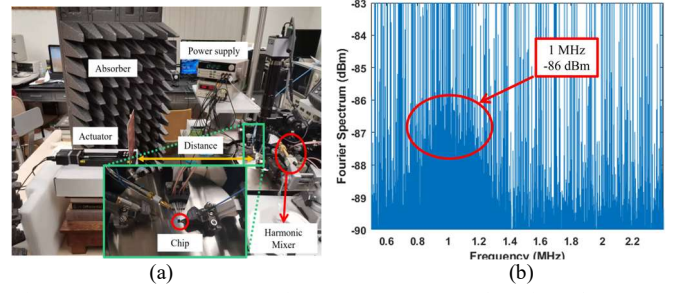 Absorber
Power supply
Actuator
Distance
Chip
Harmonic
Mixer
(a)
-83
-84
-85
-86
-87
-88
-89
-90
Fourier Spectrum (dBm)
1 MHz
-86 dBm
0.6 0.8 1 1.2 1.4 1.6 1.8 2 2.2
Frequency (MHz)
(b)